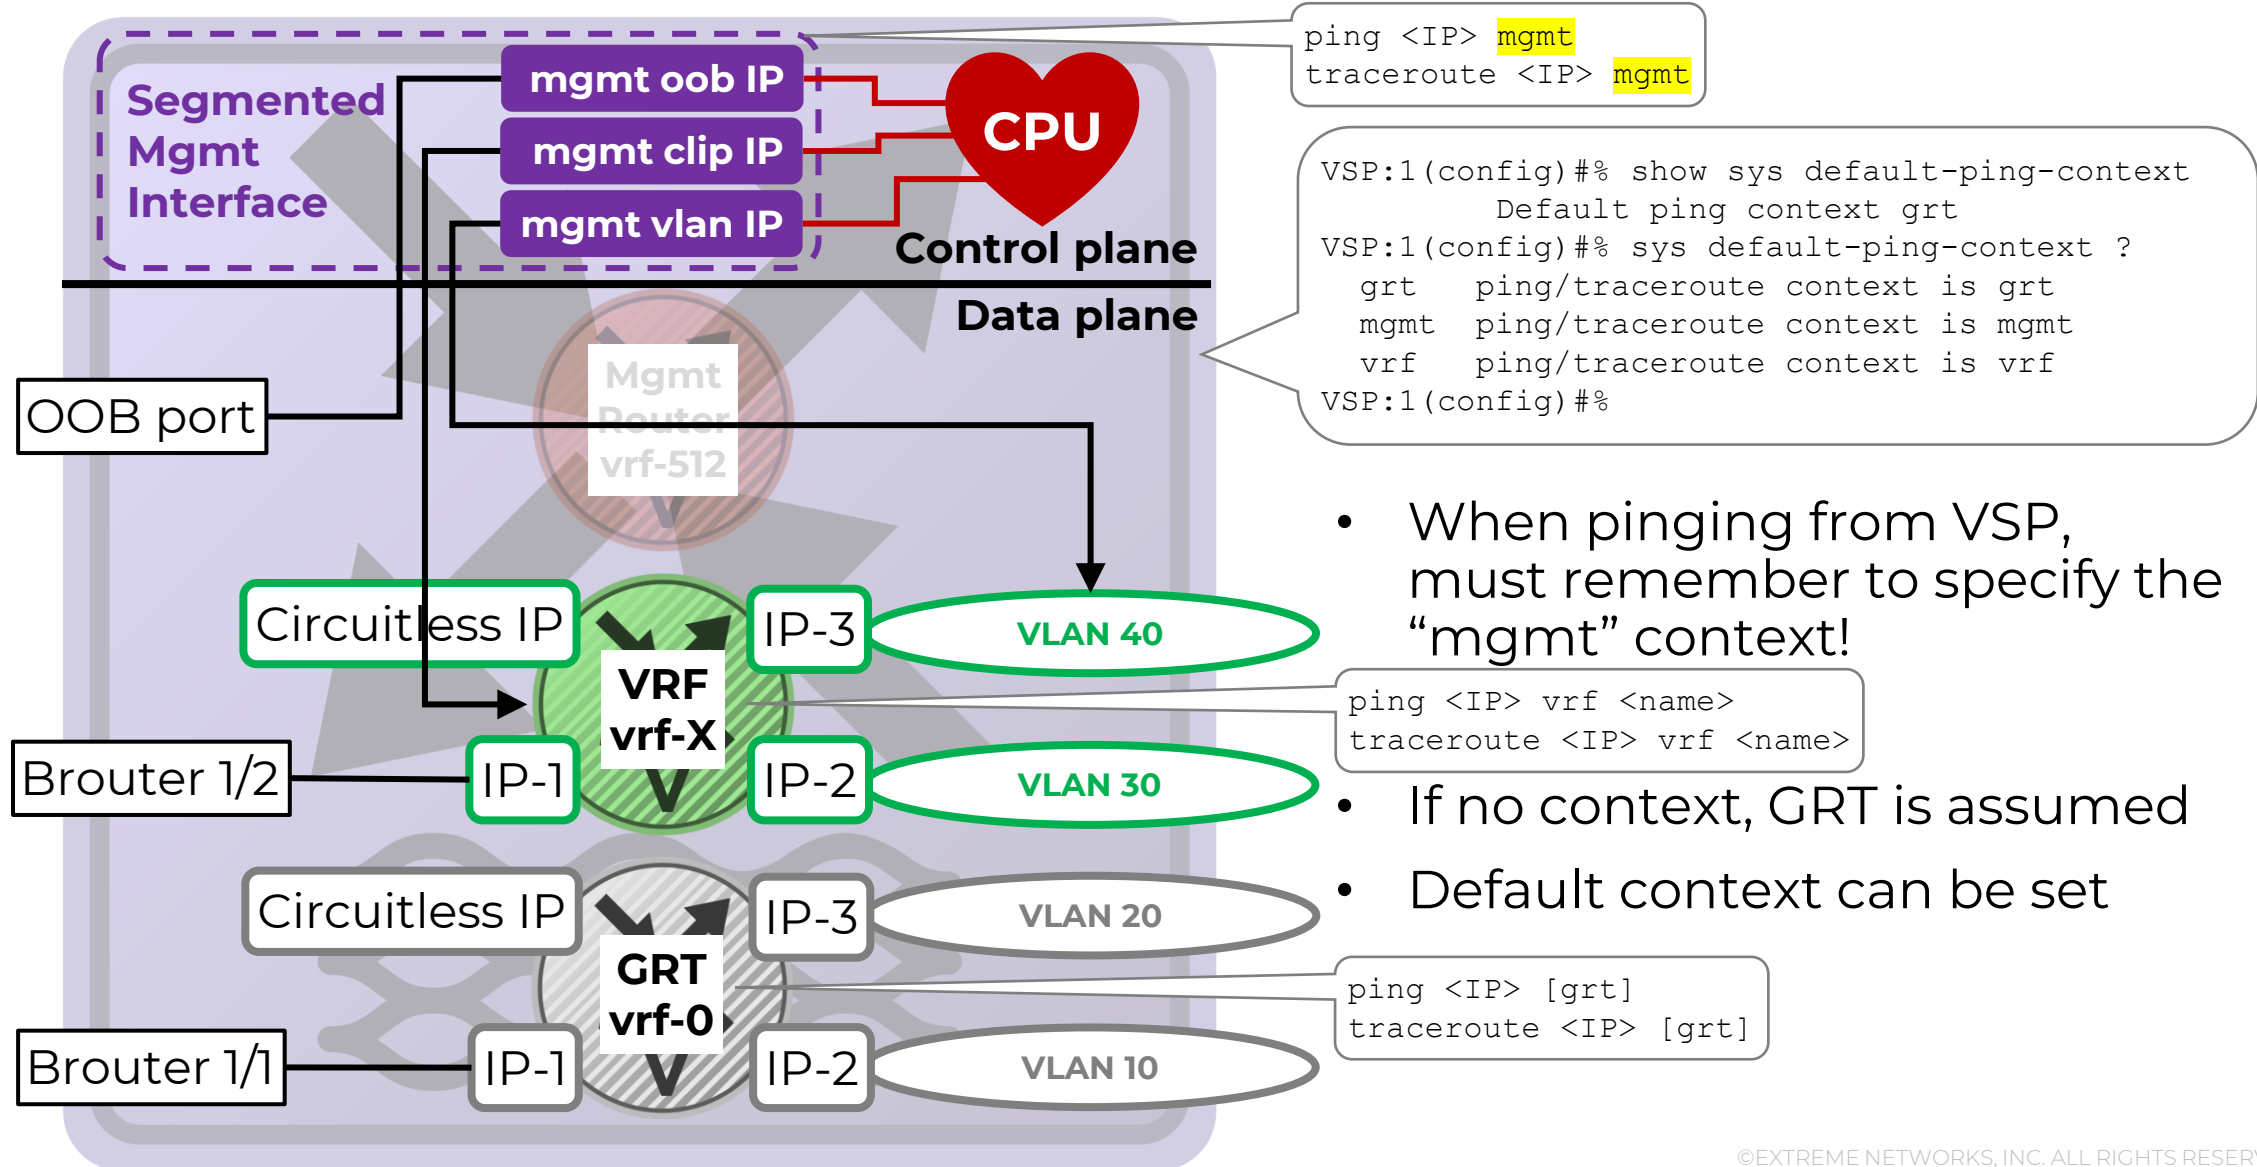 Segmented
Mgmt
Interface
mgmt oob IP
mgmt clip IP
mgmt vlan IP
CPU
Control plane
Data plane
Mgmt
Router
vrf-512
OOB port
Circuitless IP
IP-3
VLAN 40
VRF
vrf-X
Brouter 1/2
IP-1
IP-2
VLAN 30
Circuitless IP
IP-3
VLAN 20
GRT
vrf-0
Brouter 1/1
IP-1
IP-2
VLAN 10
ping <IP> mgmt
traceroute <IP> mgmt
VSP:1(config)#% show sys default-ping-context
Default ping context grt
VSP:1(config)#% sys default-ping-context ?
grt ping/traceroute context is grt
mgmt ping/traceroute context is mgmt
vrf ping/traceroute context is vrf
VSP:1(config)#%
• When pinging from VSP,
must remember to specify the
“mgmt” context!
ping <IP> vrf <name>
traceroute <IP> vrf <name>
• If no context, GRT is assumed
• Default context can be set
ping <IP> [grt]
traceroute <IP> [grt]
©EXTREME NETWORKS, INC. ALL RIGHTS